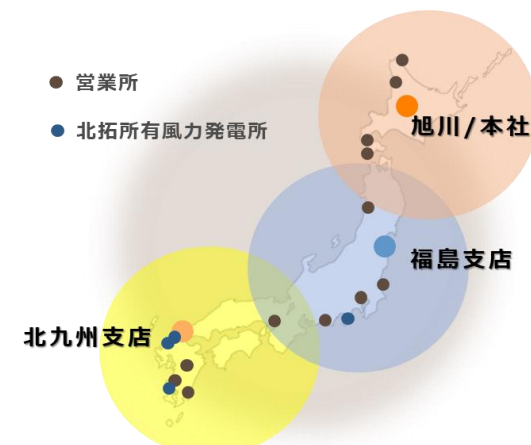 営業所
北拓所有風力発電所
旭川/本社
福島支店
北九州支店